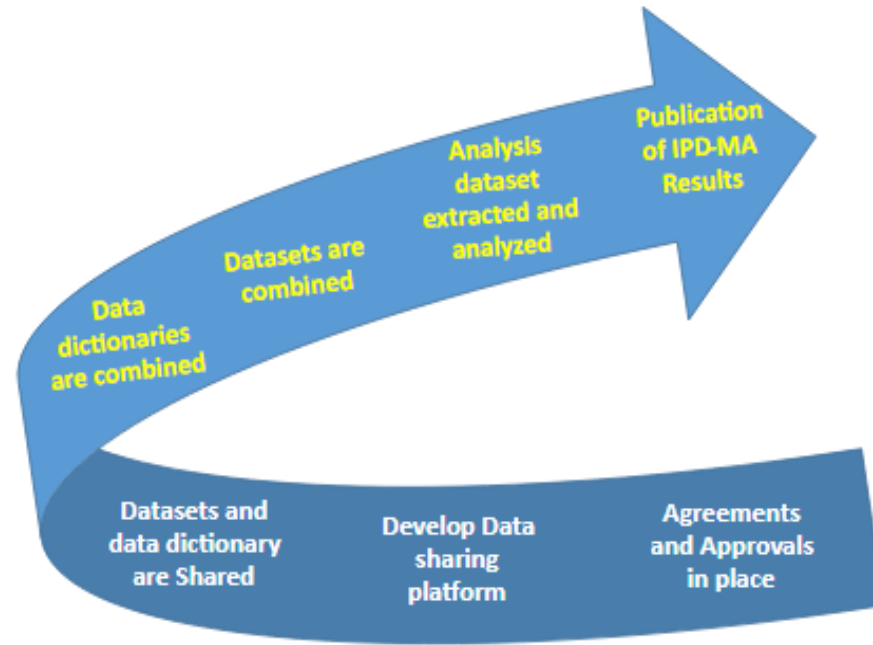 Publication
of IPD-MA
Results
Analysis
dataset
extracted and
analyzed
Datasets are
combined
Data
dictionaries
are combined
Datasets and
data dictionary
are Shared
Develop Data
sharing
platform
Agreements
and Approvals
in place